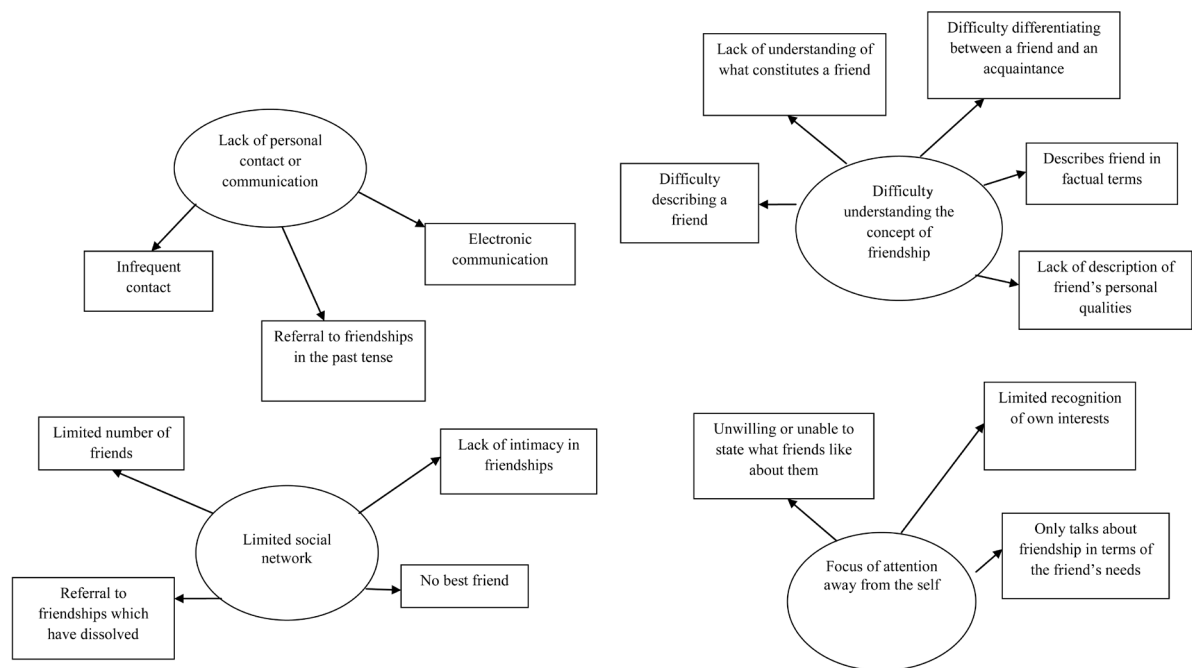 Lack of personal
contact or
communication
Infrequent
contact
Referral to friendships
in the past tense
Electronic
communication
Lack of understanding of
what constitutes a friend
Difficulty differentiating
between a friend and an
acquaintance
Difficulty
describing a
friend
Difficulty
understanding the
concept of
friendship
Describes friend in
factual terms
Lack of description of
friend’s personal
qualities
Limited number of
friends
Lack of intimacy in
friendships
Limited social
network
Referral to
friendships which
have dissolved
No best friend
Unwilling or unable to
state what friends like
about them
Limited recognition
of own interests
Focus of attention
away from the self
Only talks about
friendship in terms of
the friend’s needs